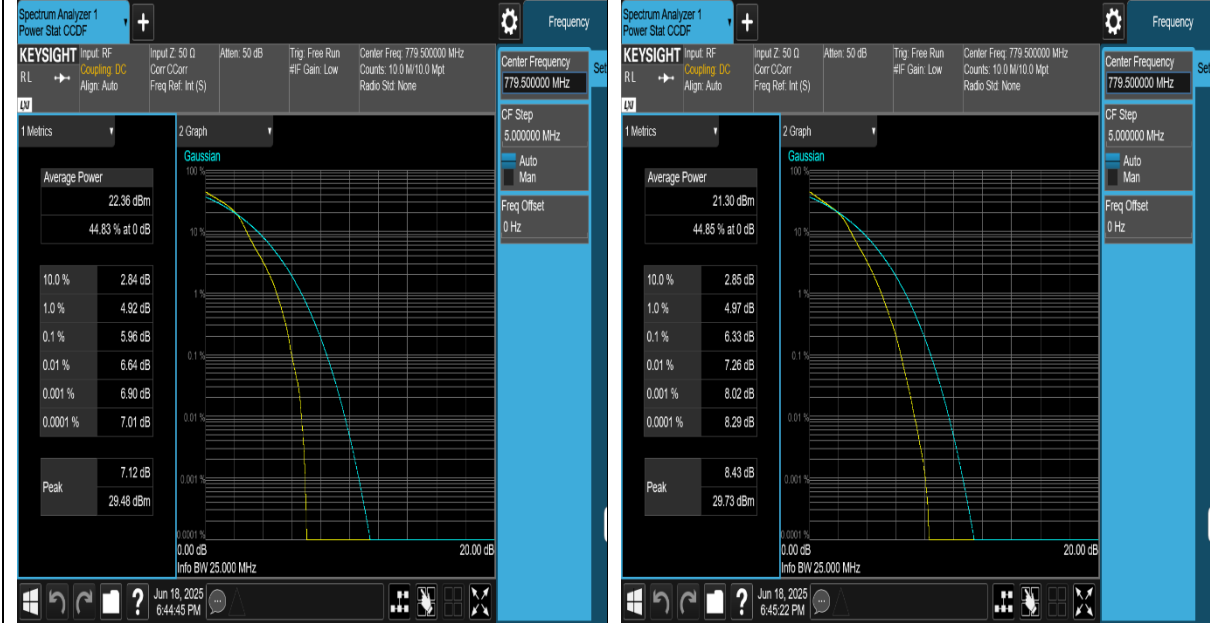 Spectrum Analyzer 1
Power Stat CCDF
+
Frequency
KEYSIGHT
RL
LXI
Input: RF
Coupling: DC
Align: Auto
Input Z: 50 Ω
Corr CCorr
Freq Ref: Int (S)
Atten: 50 dB
Trig: Free Run
#IF Gain: Low
Center Freq: 779.500000 MHz
Counts: 10.0 M/10.0 Mpt
Radio Std: None
Center Frequency
779.500000 MHz
Set
CF Step
5.000000 MHz
Auto
Man
Freq Offset
0 Hz
1 Metrics
Average Power
22.36 dBm
44.83 % at 0 dB
10.0 % 2.84 dB
1.0 % 4.92 dB
0.1 % 5.96 dB
0.01 % 6.64 dB
0.001 % 6.90 dB
0.0001 % 7.01 dB
Peak
7.12 dB
29.48 dBm
2 Graph
Gaussian
100 %
10 %
1 %
0.1 %
0.01 %
0.001 %
0.0001 %
0.00 dB 20.00 dB
Info BW 25.000 MHz
?
Jun 18, 2025
6:44:45 PM
Spectrum Analyzer 1
Power Stat CCDF
+
Frequency
KEYSIGHT
RL
LXI
Input: RF
Coupling: DC
Align: Auto
Input Z: 50 Ω
Corr CCorr
Freq Ref: Int (S)
Atten: 50 dB
Trig: Free Run
#IF Gain: Low
Center Freq: 779.500000 MHz
Counts: 10.0 M/10.0 Mpt
Radio Std: None
Center Frequency
779.500000 MHz
Set
CF Step
5.000000 MHz
Auto
Man
Freq Offset
0 Hz
1 Metrics
Average Power
21.30 dBm
44.85 % at 0 dB
10.0 % 2.85 dB
1.0 % 4.97 dB
0.1 % 6.33 dB
0.01 % 7.26 dB
0.001 % 8.02 dB
0.0001 % 8.29 dB
Peak
8.43 dB
29.73 dBm
2 Graph
Gaussian
100 %
10 %
1 %
0.1 %
0.01 %
0.001 %
0.0001 %
0.00 dB 20.00 dB
Info BW 25.000 MHz
?
Jun 18, 2025
6:45:22 PM